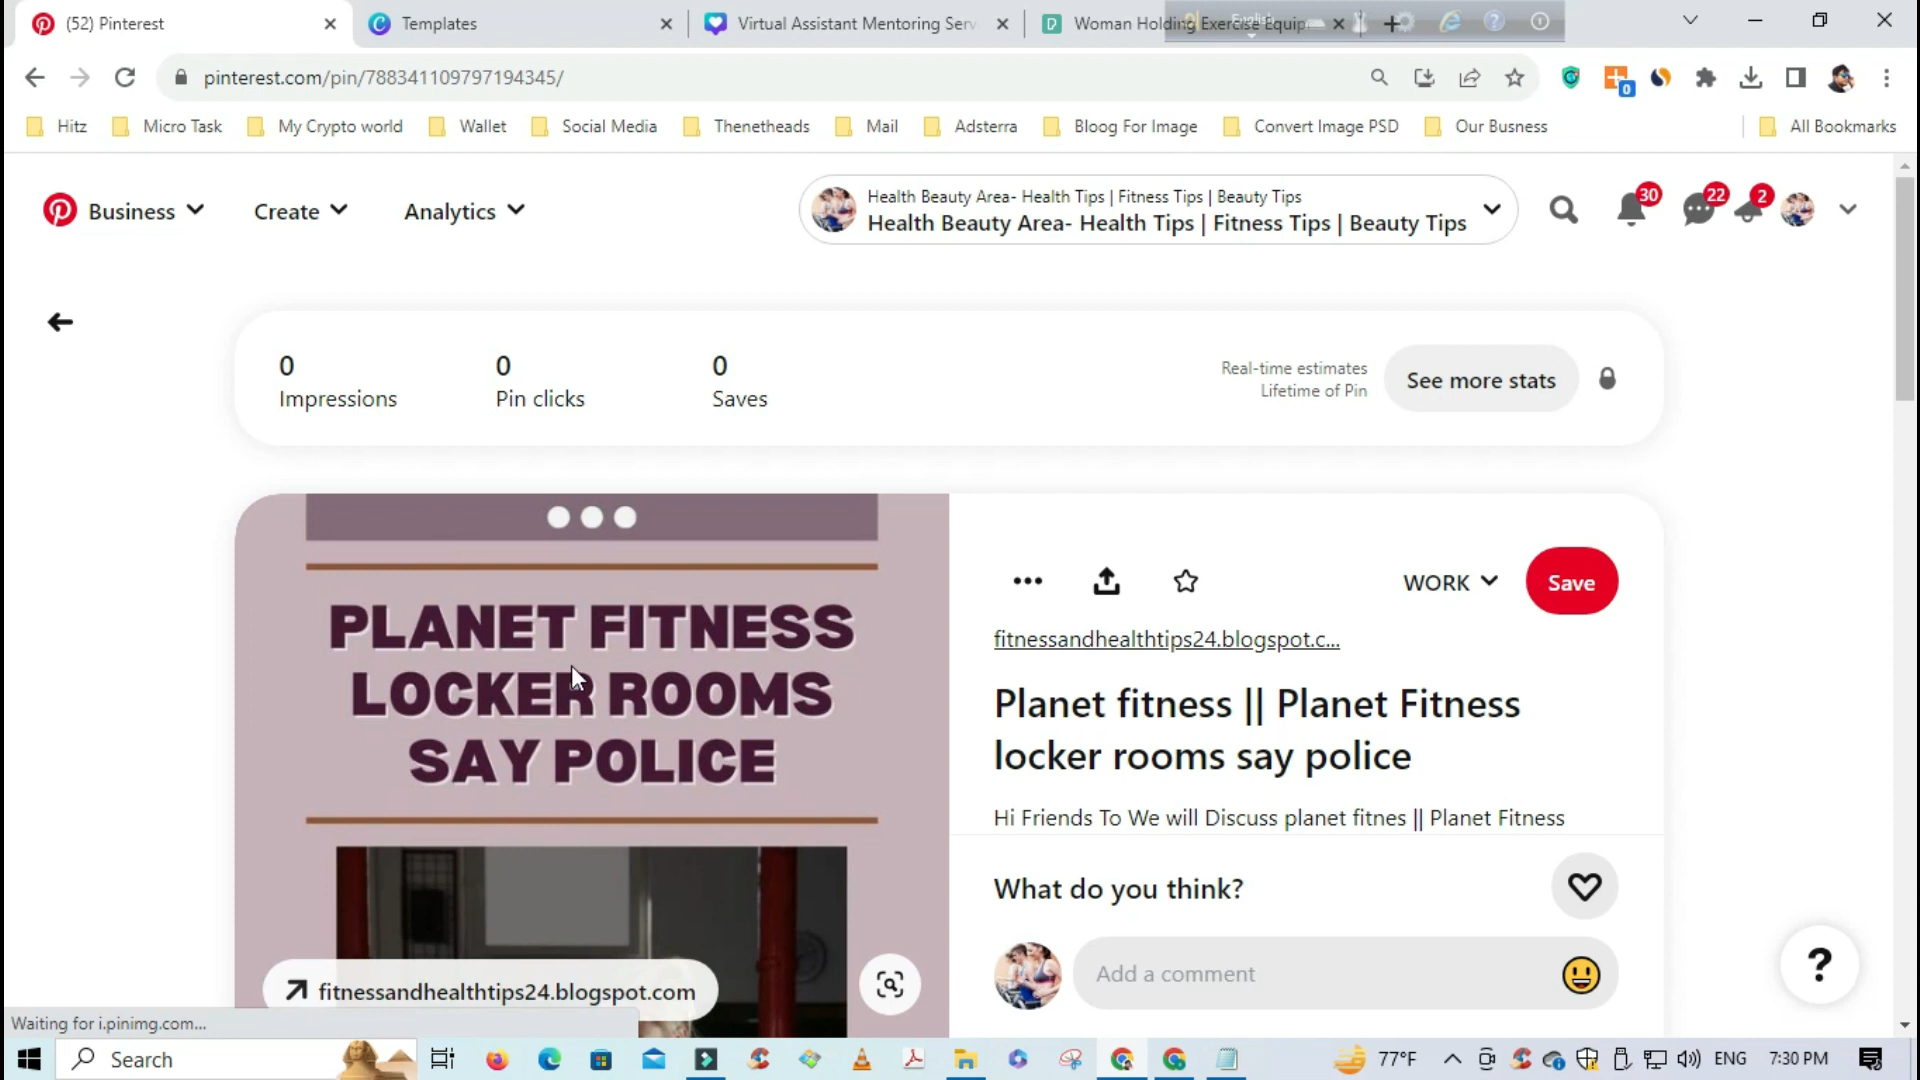 (52) Pinterest
Templates
Virtual Assistant Mentoring Serv
Woman Holding Exercise Equip
English
pinterest.com/pin/788341109797194345/
0
Hitz
Micro Task
My Crypto world
Wallet
Social Media
Thenetheads
Mail
Adsterra
Bloog For Image
Convert Image PSD
Our Busness
All Bookmarks
Business
Create
Analytics
Health Beauty Area- Health Tips | Fitness Tips | Beauty Tips
Health Beauty Area- Health Tips | Fitness Tips | Beauty Tips
30
22
2
0
Impressions
0
Pin clicks
0
Saves
Real-time estimates
Lifetime of Pin
See more stats
PLANET FITNESS
LOCKER ROOMS
SAY POLICE
fitnessandhealthtips24.blogspot.com
WORK
Save
fitnessandhealthtips24.blogspot.c...
Planet fitness || Planet Fitness
locker rooms say police
Hi Friends To We will Discuss planet fitnes || Planet Fitness
What do you think?
Add a comment
?
Waiting for i.pinimg.com...
Search
77°F
ENG
7:30 PM